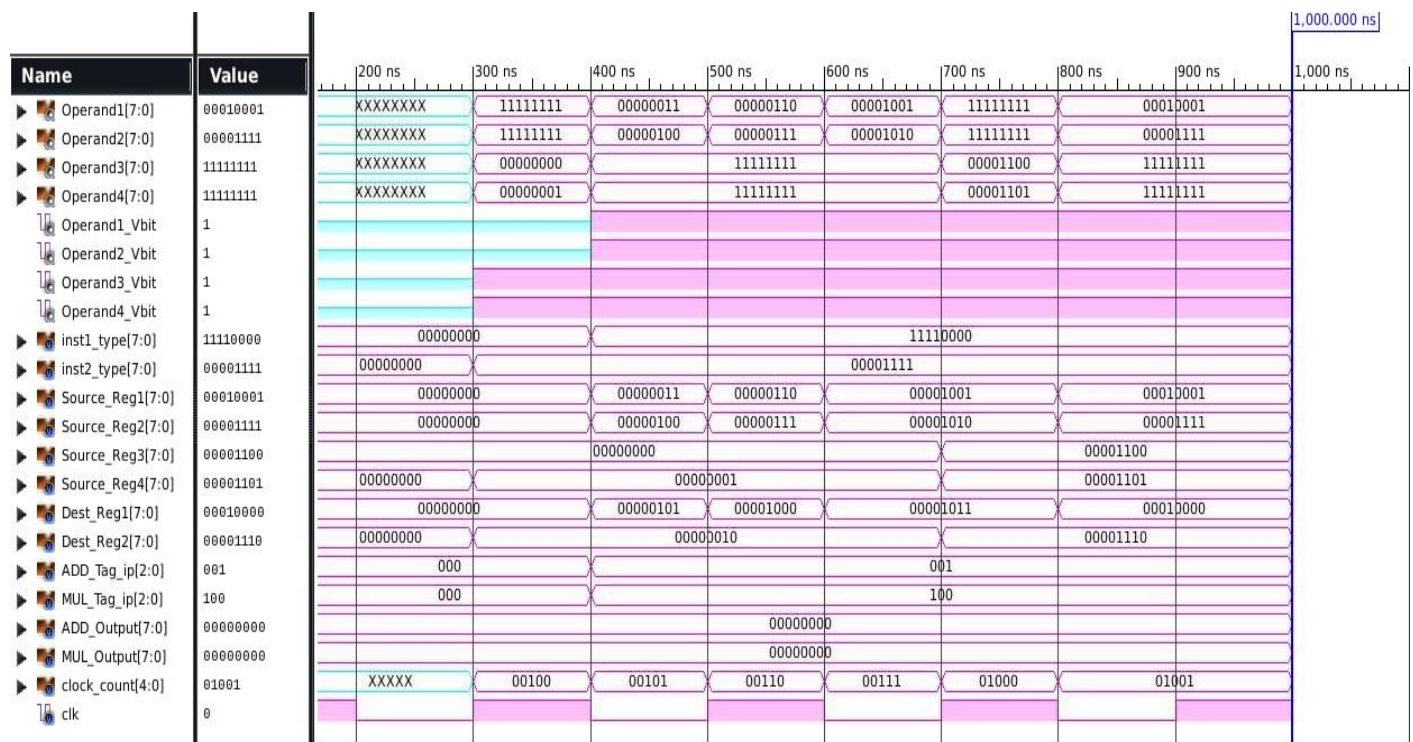 1,000.000 ns
Name Value 200 ns 300 ns 400 ns 500 ns 600 ns 700 ns 800 ns 900 ns 1,000 ns
Operand1[7:0] 00010001 XXXXXXXX 11111111 00000011 00000110 00001001 11111111 00010001
Operand2[7:0] 00001111 XXXXXXXX 11111111 00000100 00000111 00001010 11111111 00001111
Operand3[7:0] 11111111 XXXXXXXX 00000000 11111111 00001100 11111111
Operand4[7:0] 11111111 XXXXXXXX 00000001 11111111 00001101 11111111
Operand1_Vbit 1
Operand2_Vbit 1
Operand3_Vbit 1
Operand4_Vbit 1
inst1_type[7:0] 11110000 00000000 11110000
inst2_type[7:0] 00001111 00000000 00001111
Source_Reg1[7:0] 00010001 00000000 00000011 00000110 00001001 00010001
Source_Reg2[7:0] 00001111 00000000 00000100 00000111 00001010 00001111
Source_Reg3[7:0] 00001100 00000000 00001100
Source_Reg4[7:0] 00001101 00000000 00000001 00001101
Dest_Reg1[7:0] 00010000 00000000 00000101 00001000 00001011 00010000
Dest_Reg2[7:0] 00001110 00000000 00000010 00001110
ADD_Tag_ip[2:0] 001 000 001
MUL_Tag_ip[2:0] 100 000 100
ADD_Output[7:0] 00000000 00000000
MUL_Output[7:0] 00000000 00000000
clock_count[4:0] 01001 XXXXX 00100 00101 00110 00111 01000 01001
clk 0